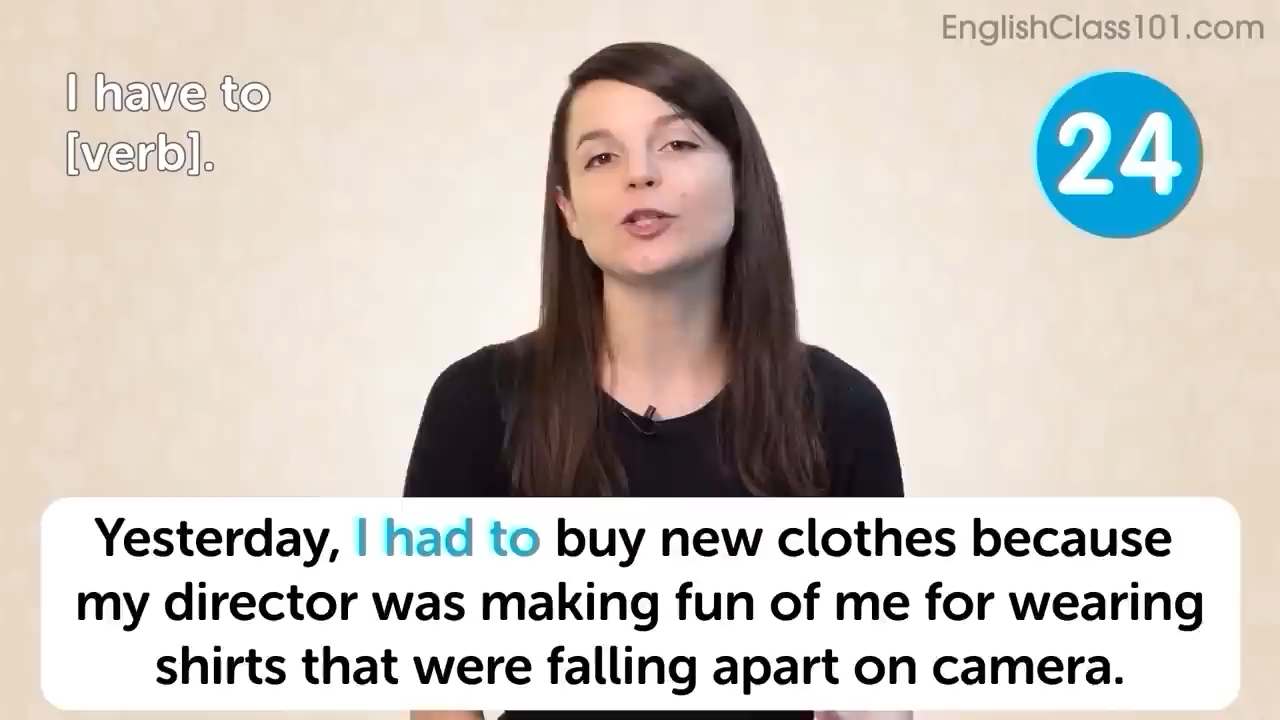 EnglishClass101.com
I have to
[verb].
24
Yesterday, I had to buy new clothes because
my director was making fun of me for wearing
shirts that were falling apart on camera.